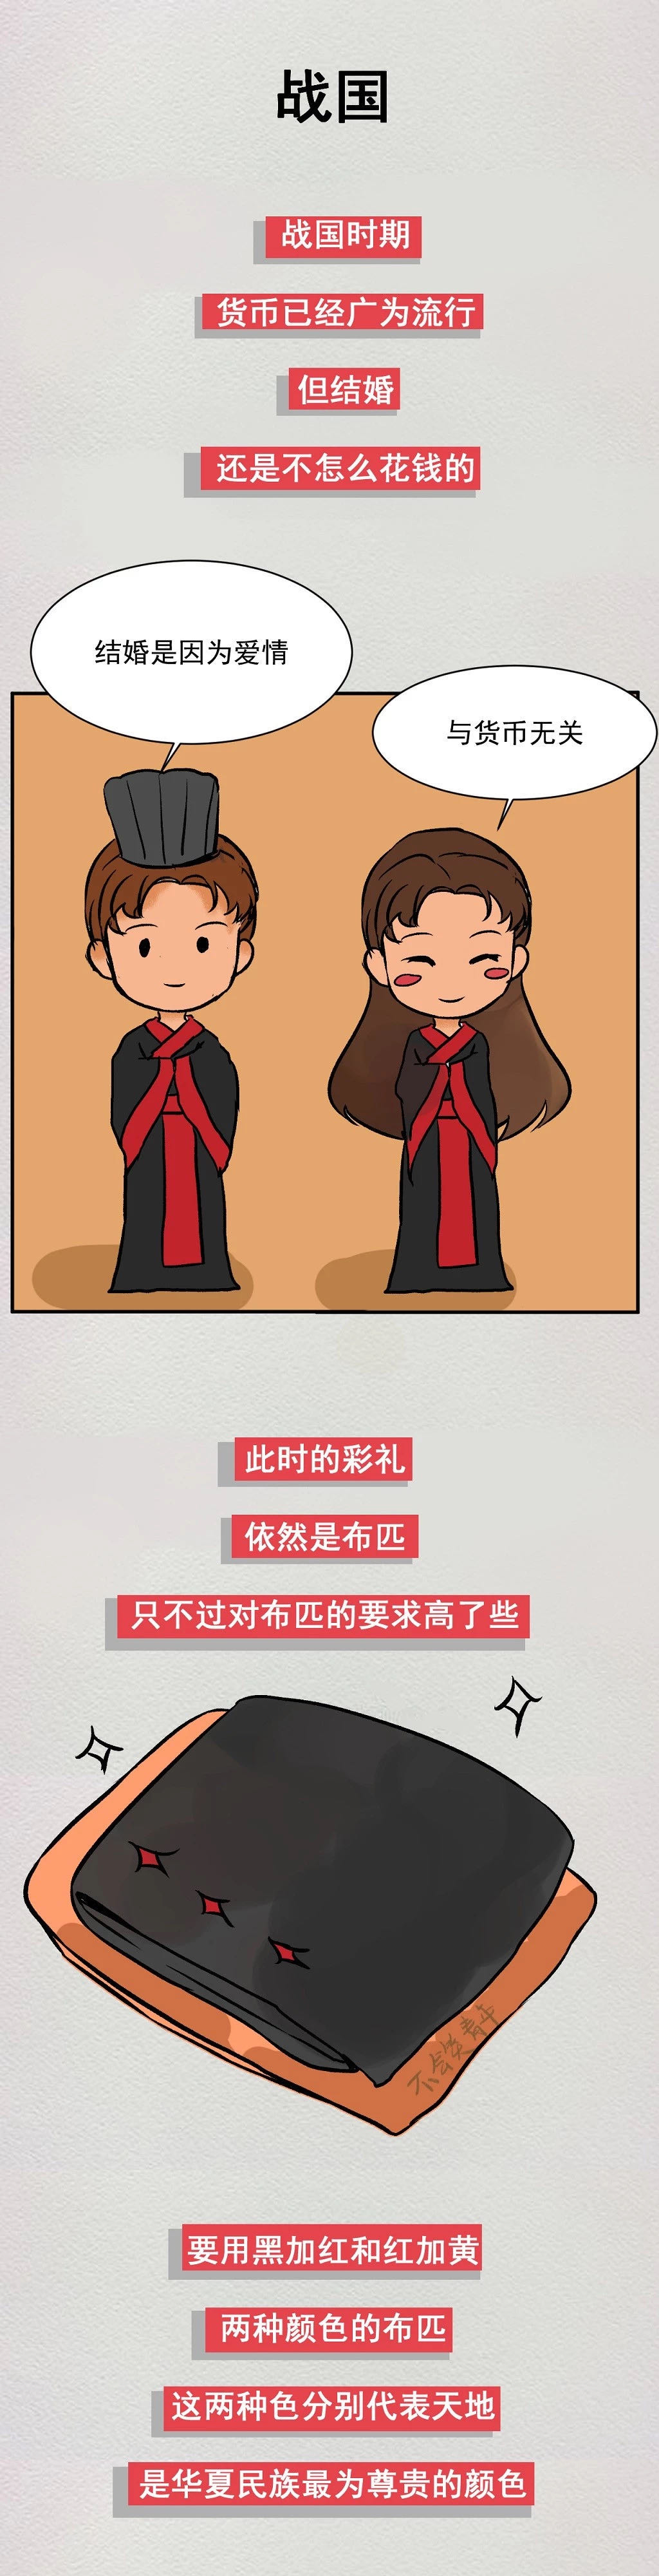 战国
战国时期
货币已经广为流行
但结婚
还是不怎么花钱的
结婚是因为爱情
与货币无关
此时的彩礼
依然是布匹
只不过对布匹的要求高了些
不会笑青年
要用黑加红和红加黄
两种颜色的布匹
这两种色分别代表天地
是华夏民族最为尊贵的颜色